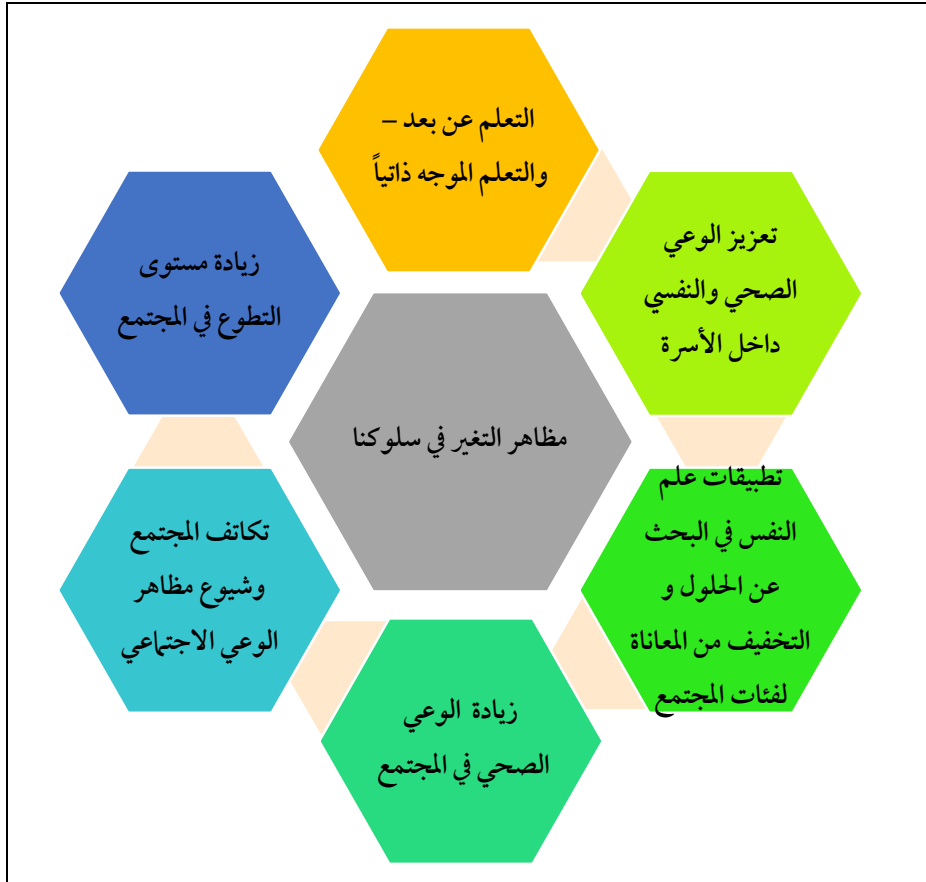 التعلم عن بعد –
والتعلم الموجه ذاتياً
تعزيز الوعي
الصحي والنفسي
داخل الأسرة
تطبيقات علم
النفس في البحث
عن الحلول و
التخفيف من المعاناة
لفئات المجتمع
زيادة الوعي
الصحي في المجتمع
تكاتف المجتمع
وشيوع مظاهر
الوعي الاجتماعي
زيادة مستوى
التطوع في المجتمع
مظاهر التغير في سلوكنا